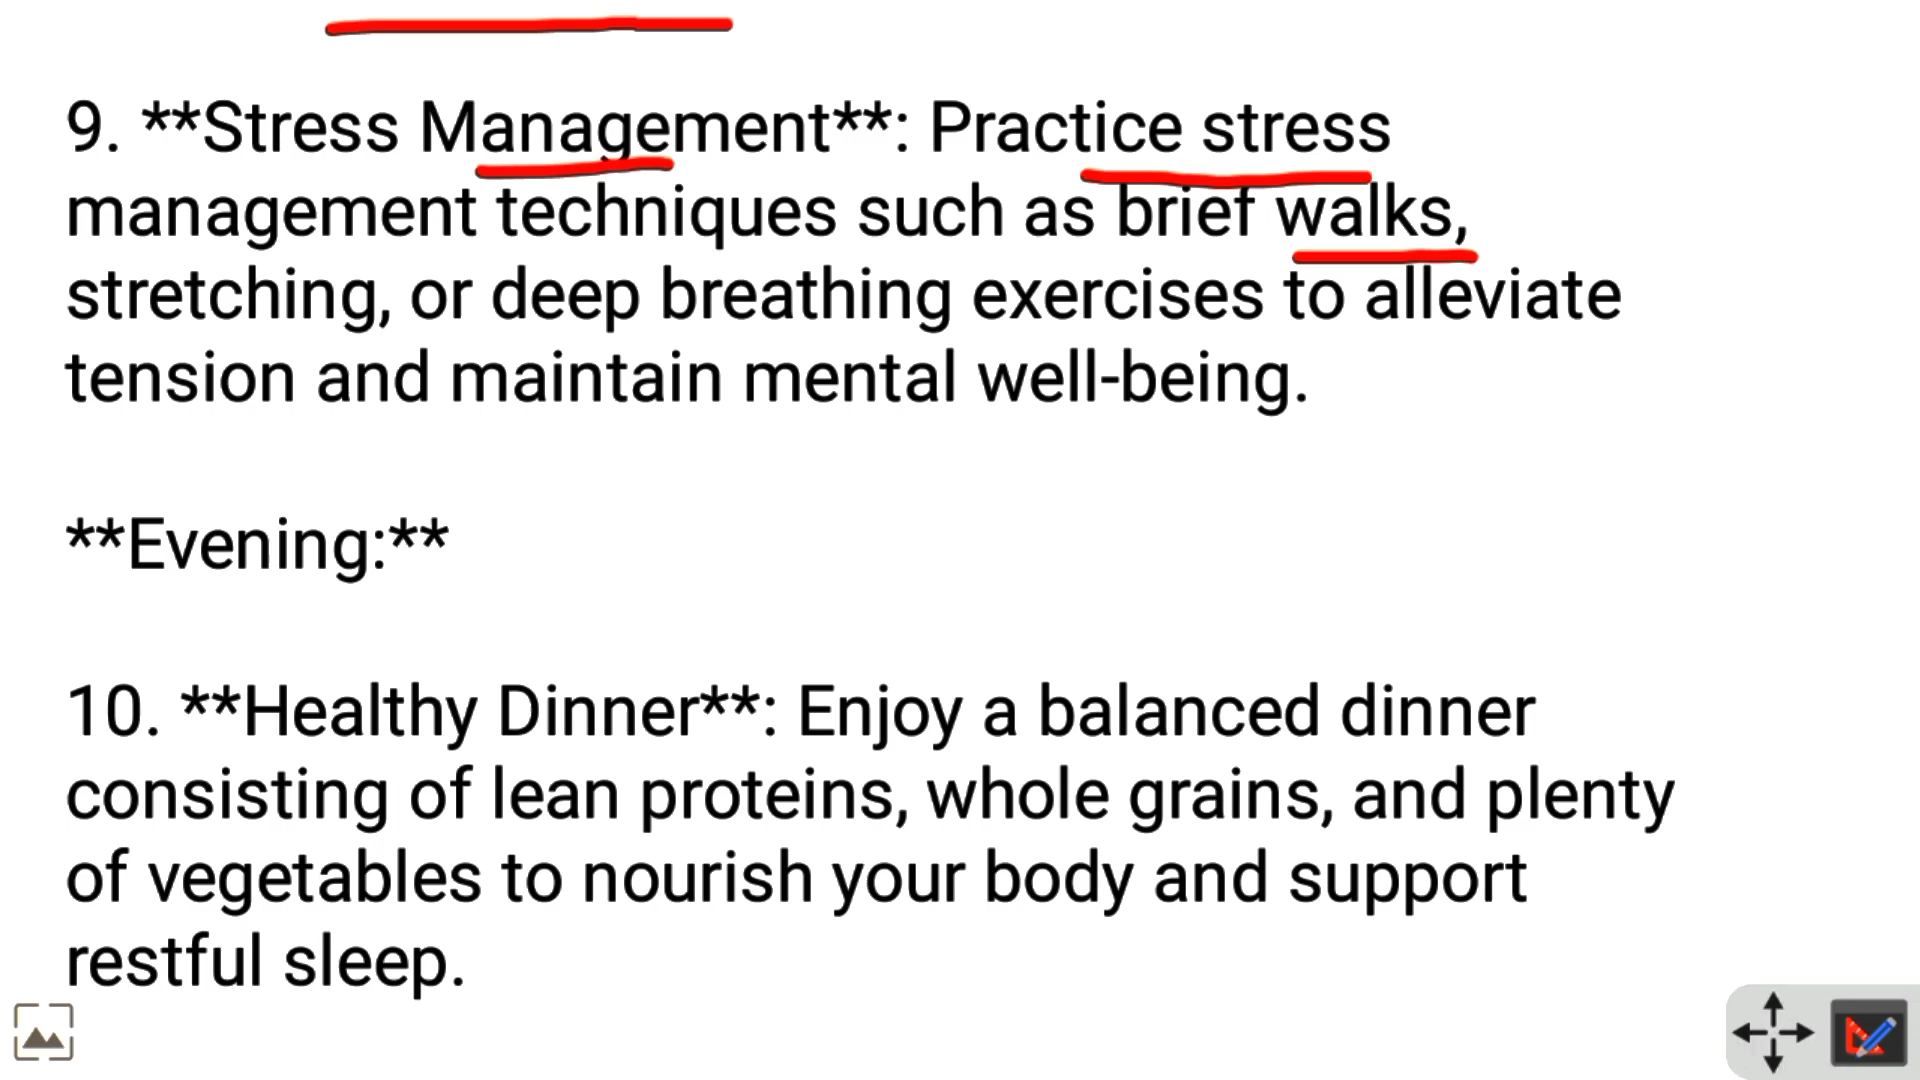 9. **Stress Management**: Practice stress
management techniques such as brief walks,
stretching, or deep breathing exercises to alleviate
tension and maintain mental well-being.
**Evening:**
10. **Healthy Dinner**: Enjoy a balanced dinner
consisting of lean proteins, whole grains, and plenty
of vegetables to nourish your body and support
restful sleep.